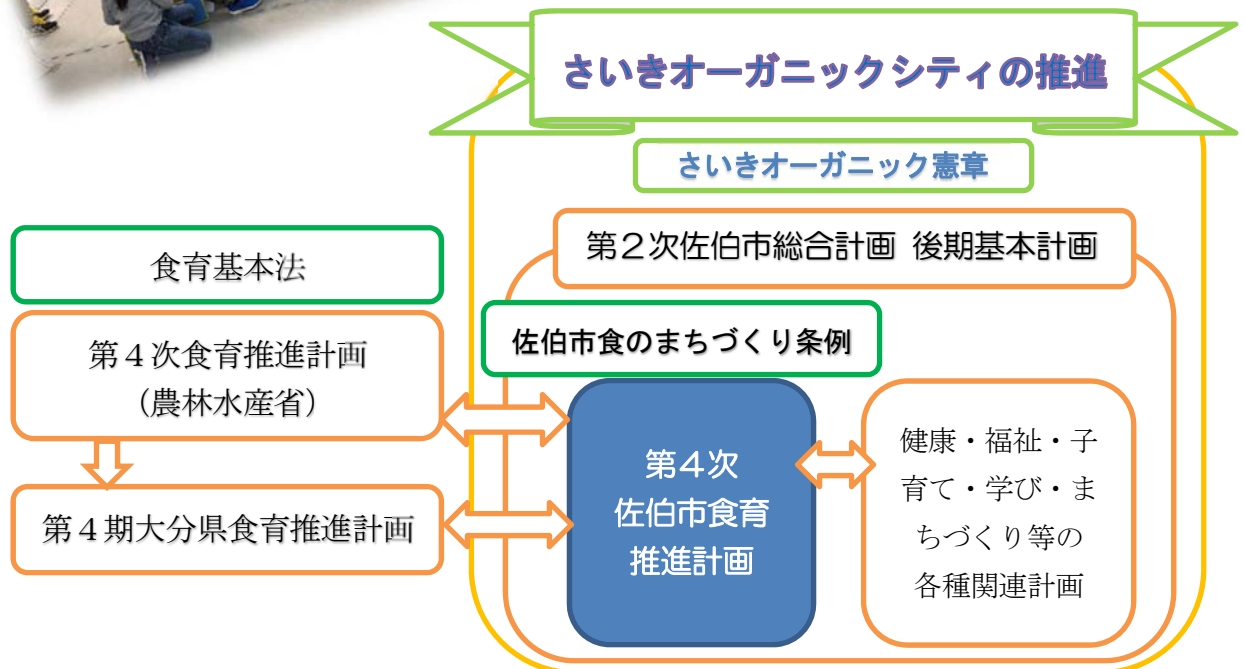 さいきオーガニックシティの推進
さいきオーガニック憲章
第２次佐伯市総合計画 後期基本計画
食育基本法
佐伯市食のまちづくり条例
第４次食育推進計画
（農林水産省）
第４期大分県食育推進計画
第４次
佐伯市食育
推進計画
健康・福祉・子
育て・学び・ま
ちづくり等の
各種関連計画